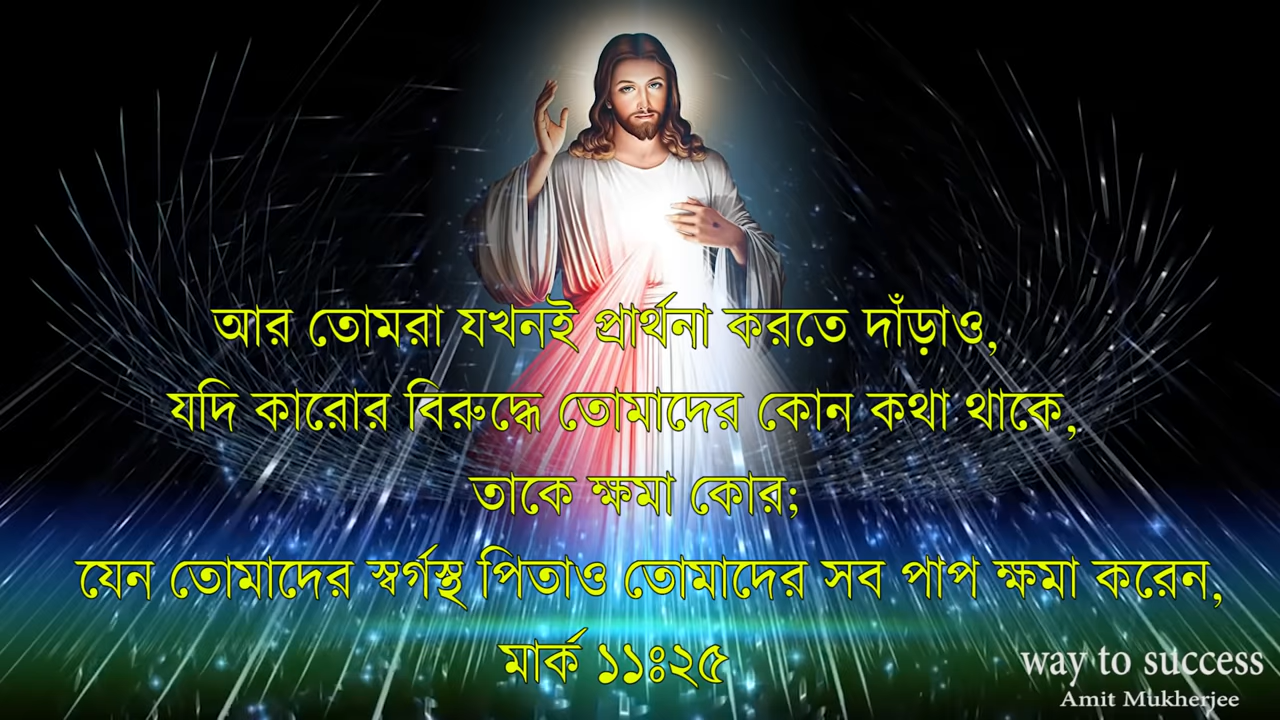 আর তোমরা যখনই প্রার্থনা করতে দাঁড়াও,
যদি কারোর বিরুদ্ধে তোমাদের কোন কথা থাকে,
তাকে ক্ষমা কোর;
যেন তোমাদের স্বর্গস্থ পিতাও তোমাদের সব পাপ ক্ষমা করেন,
মার্ক ১১ঃ২৫
way to success
Amit Mukherjee